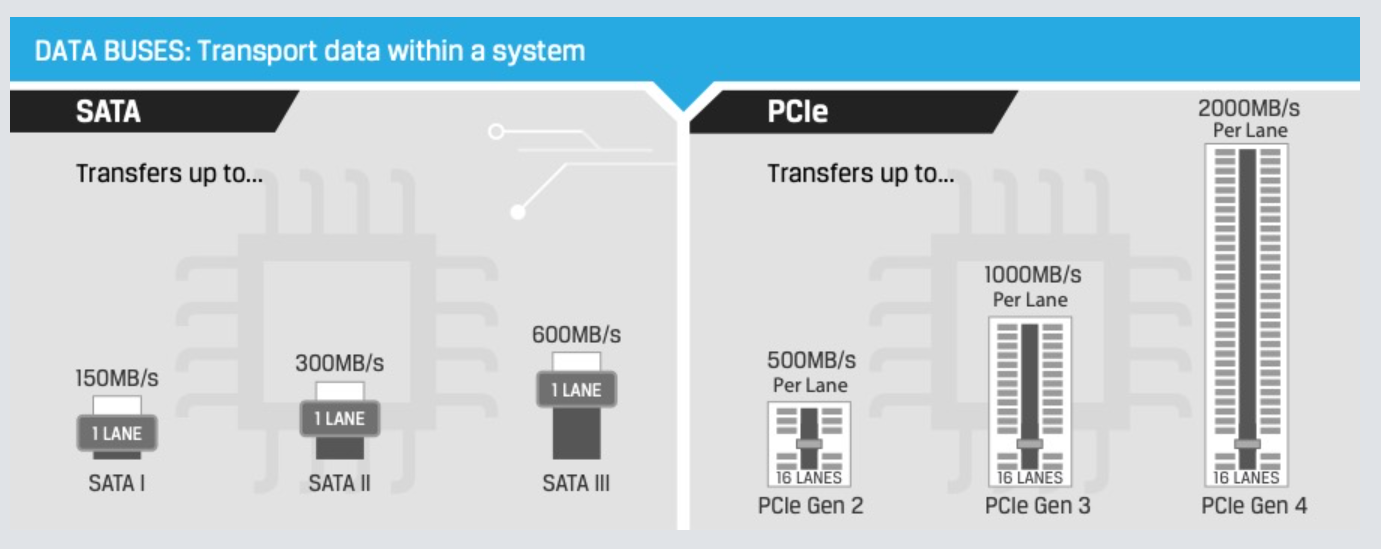 DATA BUSES: Transport data within a system
SATA
Transfers up to...
150MB/s
1 LANE
SATA I
300MB/s
1 LANE
SATA II
600MB/s
1 LANE
SATA III
PCIe
Transfers up to...
500MB/s
Per Lane
16 LANES
PCIe Gen 2
1000MB/s
Per Lane
16 LANES
PCIe Gen 3
2000MB/s
Per Lane
16 LANES
PCIe Gen 4